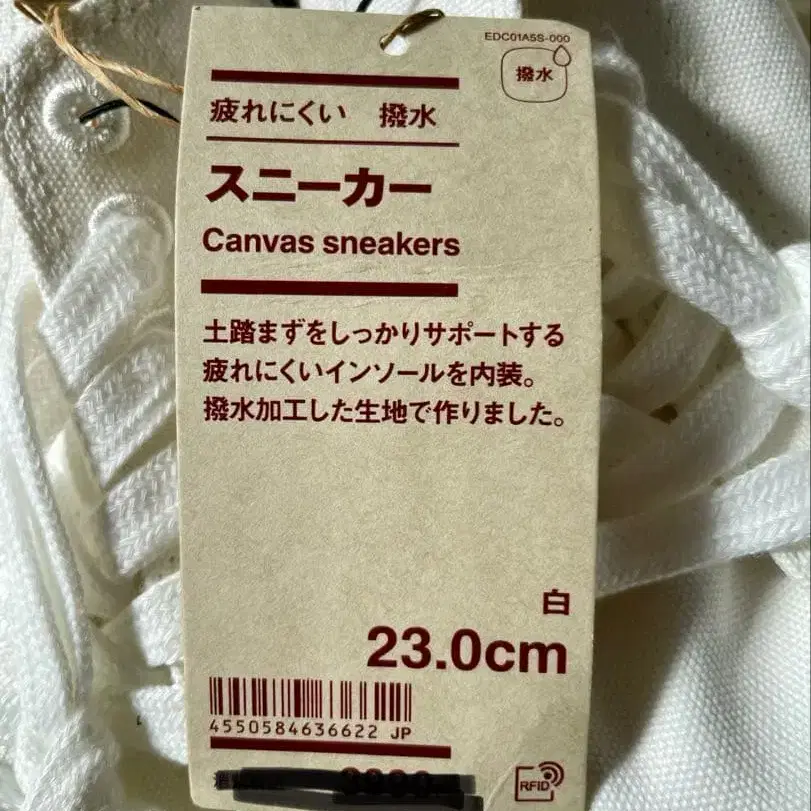 EDC01A5S-000
撥水
疲れにくい 撥水
スニーカー
Canvas sneakers
土踏まずをしっかりサポートする
疲れにくいインソールを内装。
撥水加工した生地で作りました。
白
23.0cm
4550584636622 JP
RFID